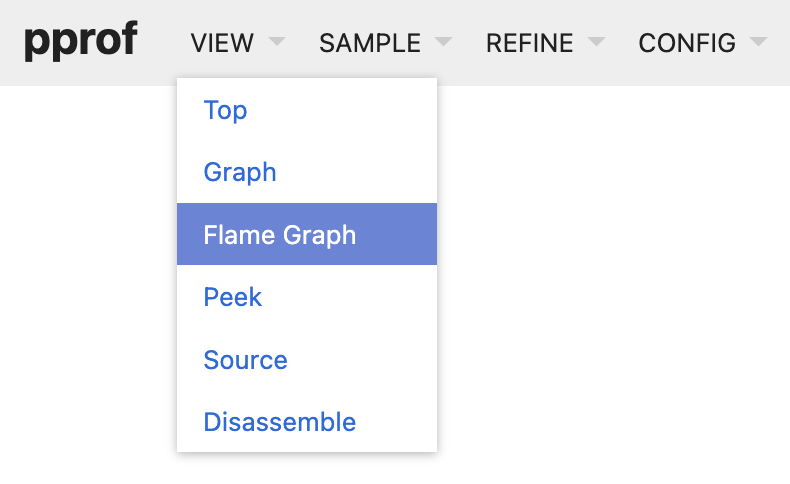 pprof VIEW SAMPLE REFINE CONFIG
Top
Graph
Flame Graph
Peek
Source
Disassemble